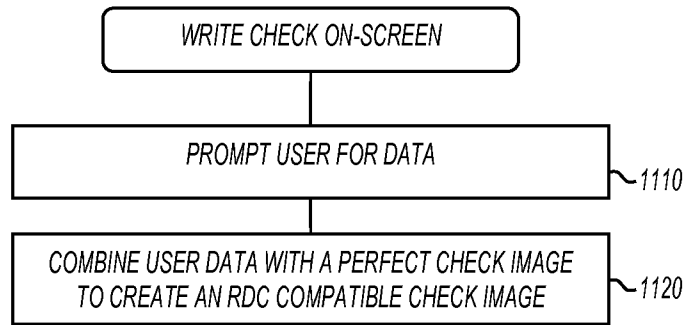 WRITE CHECK ON-SCREEN
PROMPT USER FOR DATA
1110
COMBINE USER DATA WITH A PERFECT CHECK IMAGE
TO CREATE AN RDC COMPATIBLE CHECK IMAGE
1120